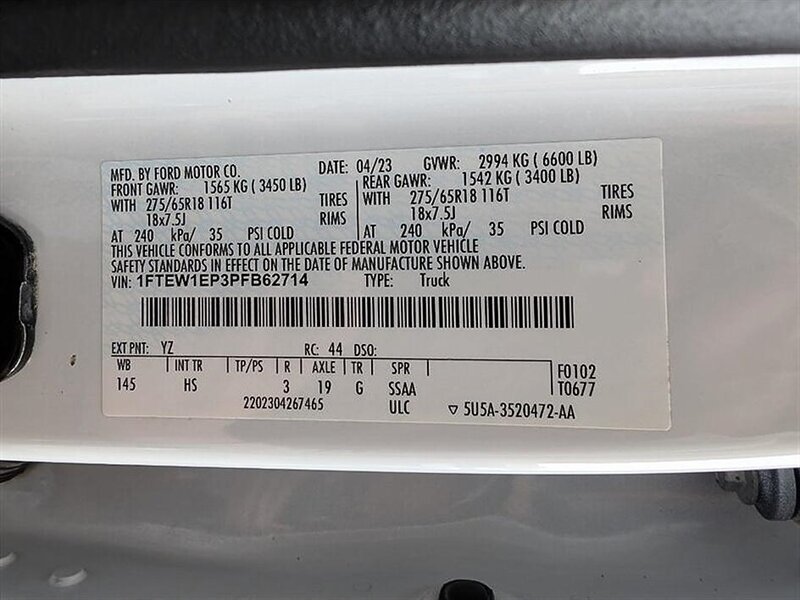 MFD. BY FORD MOTOR CO. DATE: 04/23 GVWR: 2994 KG ( 6600 LB)
FRONT GAWR: 1565 KG ( 3450 LB) REAR GAWR: 1542 KG ( 3400 LB)
WITH 275/65R18 116T TIRES WITH 275/65R18 116T TIRES
18x7.5J RIMS 18x7.5J RIMS
AT 240 kPa/ 35 PSI COLD AT 240 kPa/ 35 PSI COLD
THIS VEHICLE CONFORMS TO ALL APPLICABLE FEDERAL MOTOR VEHICLE
SAFETY STANDARDS IN EFFECT ON THE DATE OF MANUFACTURE SHOWN ABOVE.
VIN: 1FTEW1EP3PFB62714 TYPE: Truck
EXT PNT: YZ RC: 44 DSO:
WB INT TR TP/PS R AXLE TR SPR F0102
145 HS 3 19 G SSAA T0677
2202304267465 ULC 5U5A-3520472-AA